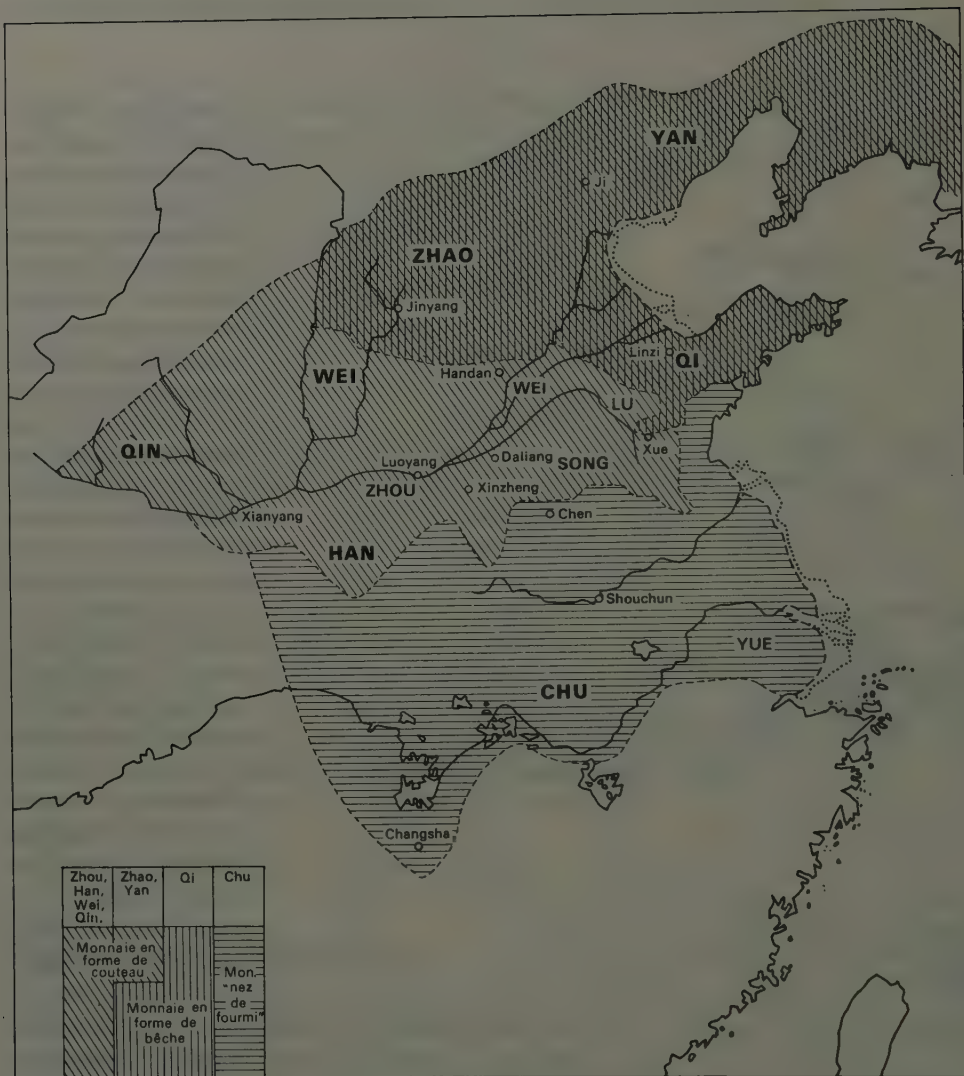 YAN
Ji
ZHAO
Jinyang
Linzi
QI
WEI
Handan
WEI
LU
QIN
Xue
Luoyang
Daliang
SONG
ZHOU
Xinzheng
Xianyang
Chen
HAN
Shouchun
YUE
CHU
Changsha
Zhou,
Han,
Wei,
Qin,
Zhao,
Yan
Qi
Chu
Monnaie en
forme de
couteau
Monnaie en
forme de
bêche
Mon.
"nez
de
fourmi"